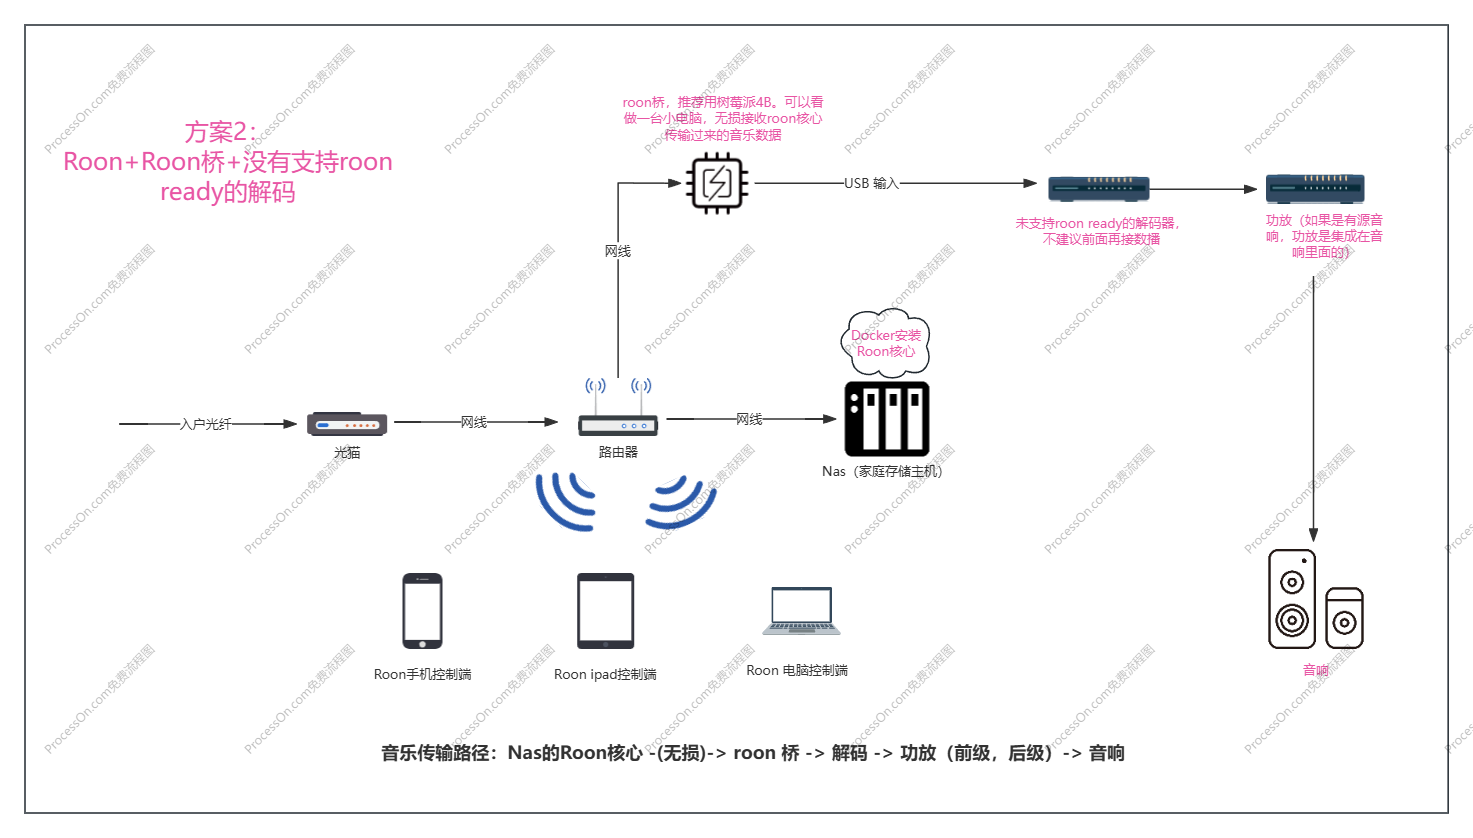 方案2：
Roon+Roon桥+没有支持roon
ready的解码
roon桥，推荐用树莓派4B。可以看
做一台小电脑，无损接收roon核心
传输过来的音乐数据
USB 输入
未支持roon ready的解码器，
不建议前面再接数播
功放（如果是有源音
响，功放是集成在音
响里面的）
网线
Docker安装
Roon核心
入户光纤
网线
网线
光猫
路由器
Nas（家庭存储主机）
Roon手机控制端
Roon ipad控制端
Roon 电脑控制端
音响
音乐传输路径：Nas的Roon核心 -(无损)-> roon 桥 -> 解码 -> 功放（前级，后级）-> 音响
ProcessOn.com免费流程图